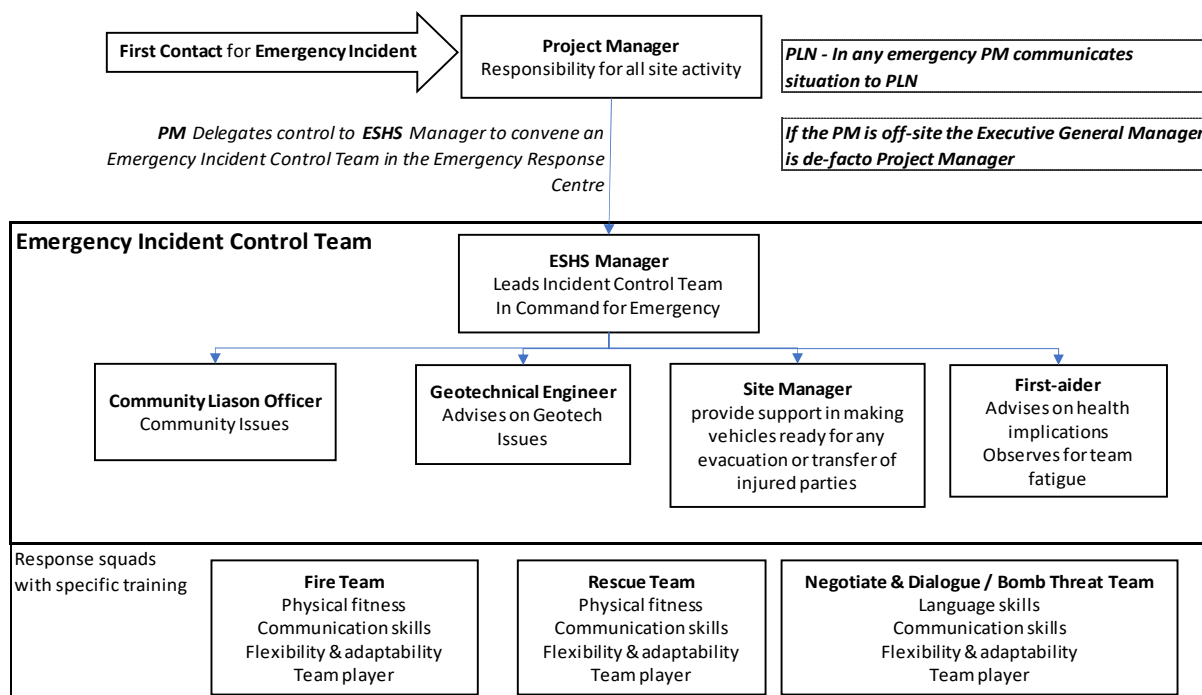 First Contact for Emergency Incident
Project Manager
Responsibility for all site activity
PLN - In any emergency PM communicates
situation to PLN
PM Delegates control to ESHS Manager to convene an
Emergency Incident Control Team in the Emergency Response
Centre
If the PM is off-site the Executive General Manager
is de-facto Project Manager
Emergency Incident Control Team
ESHS Manager
Leads Incident Control Team
In Command for Emergency
Community Liason Officer
Community Issues
Geotechnical Engineer
Advises on Geotech
Issues
Site Manager
provide support in making
vehicles ready for any
evacuation or transfer of
injured parties
First-aider
Advises on health
implications
Observes for team
fatigue
Response squads
with specific training
Fire Team
Physical fitness
Communication skills
Flexibility & adaptability
Team player
Rescue Team
Physical fitness
Communication skills
Flexibility & adaptability
Team player
Negotiate & Dialogue / Bomb Threat Team
Language skills
Communication skills
Flexibility & adaptability
Team player